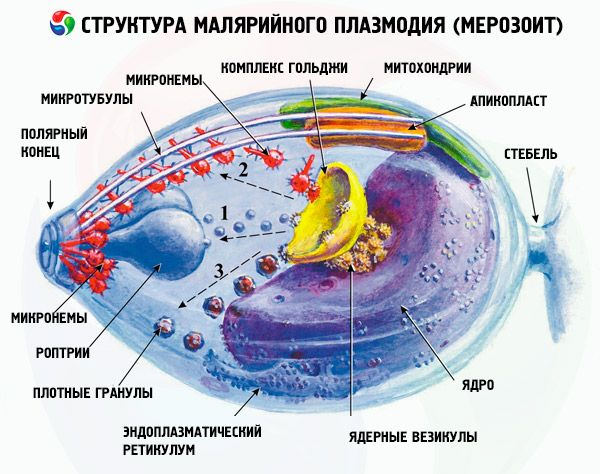 СТРУКТУРА МАЛЯРИЙНОГО ПЛАЗМОДИЯ (МЕРОЗОИТ)
КОМПЛЕКС ГОЛЬДЖИ
МИТОХОНДРИИ
МИКРОНЕМЫ
АПИКОПЛАСТ
МИКРОТУБУЛЫ
ПОЛЯРНЫЙ
КОНЕЦ
СТЕБЕЛЬ
2
1
3
МИКРОНЕМЫ
РОПТРИИ
ПЛОТНЫЕ ГРАНУЛЫ
ЯДРО
ЭНДОПЛАЗМАТИЧЕСКИЙ
РЕТИКУЛУМ
ЯДЕРНЫЕ ВЕЗИКУЛЫ